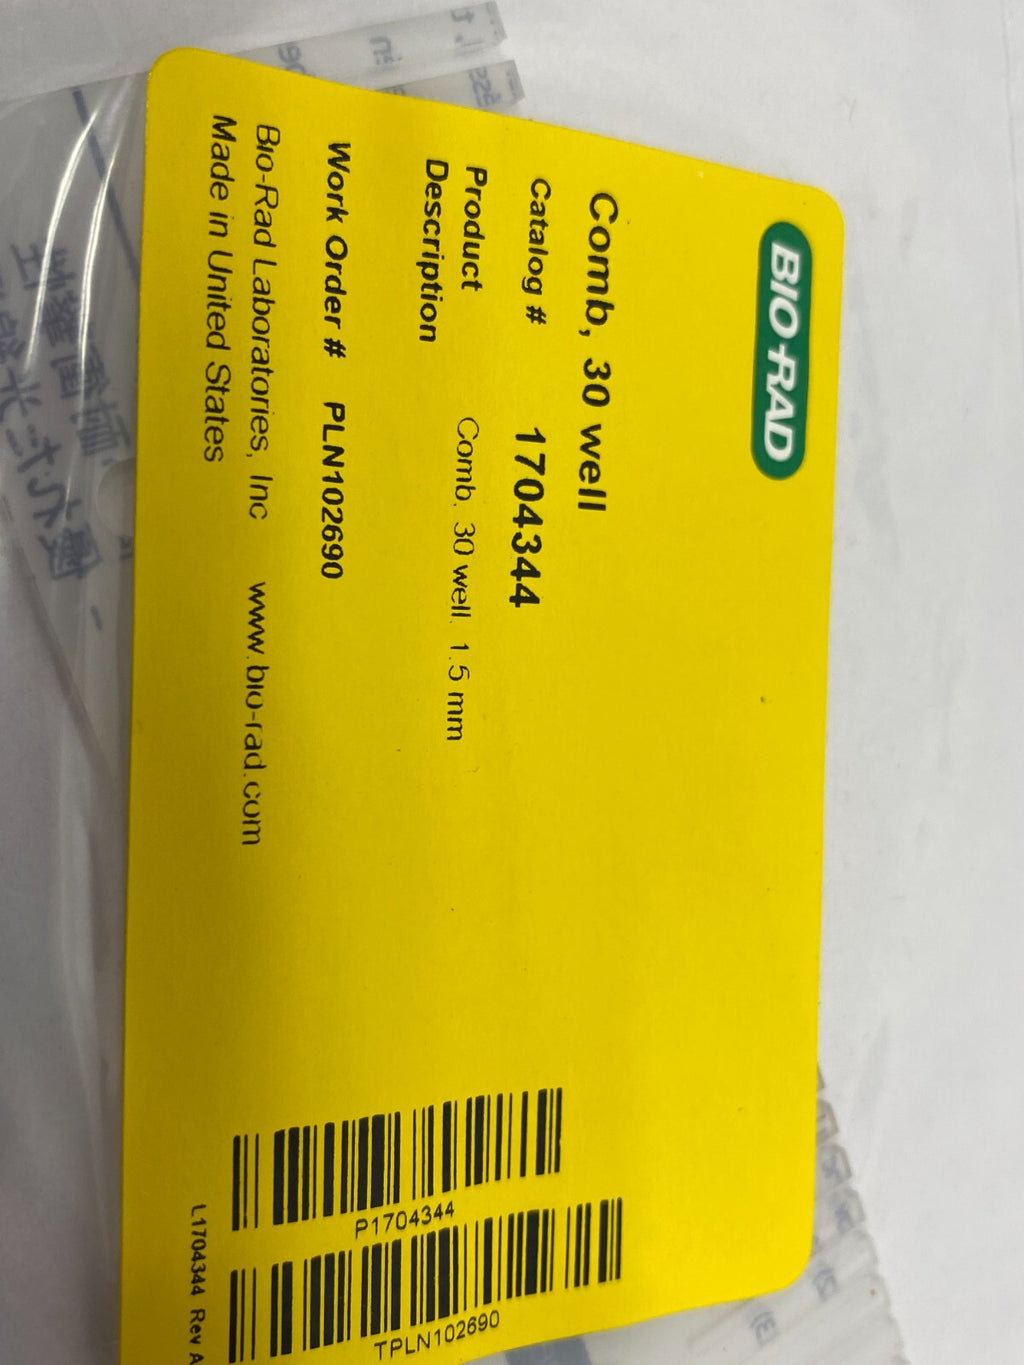 BIO-RAD
Comb, 30 well
Catalog # 1704344
Product Description Comb, 30 well, 1.5 mm
Work Order # PLN102690
Bio-Rad Laboratories, Inc www.bio-rad.com
Made in United States
P1704344
TPLN102690
L1704344 Rev A